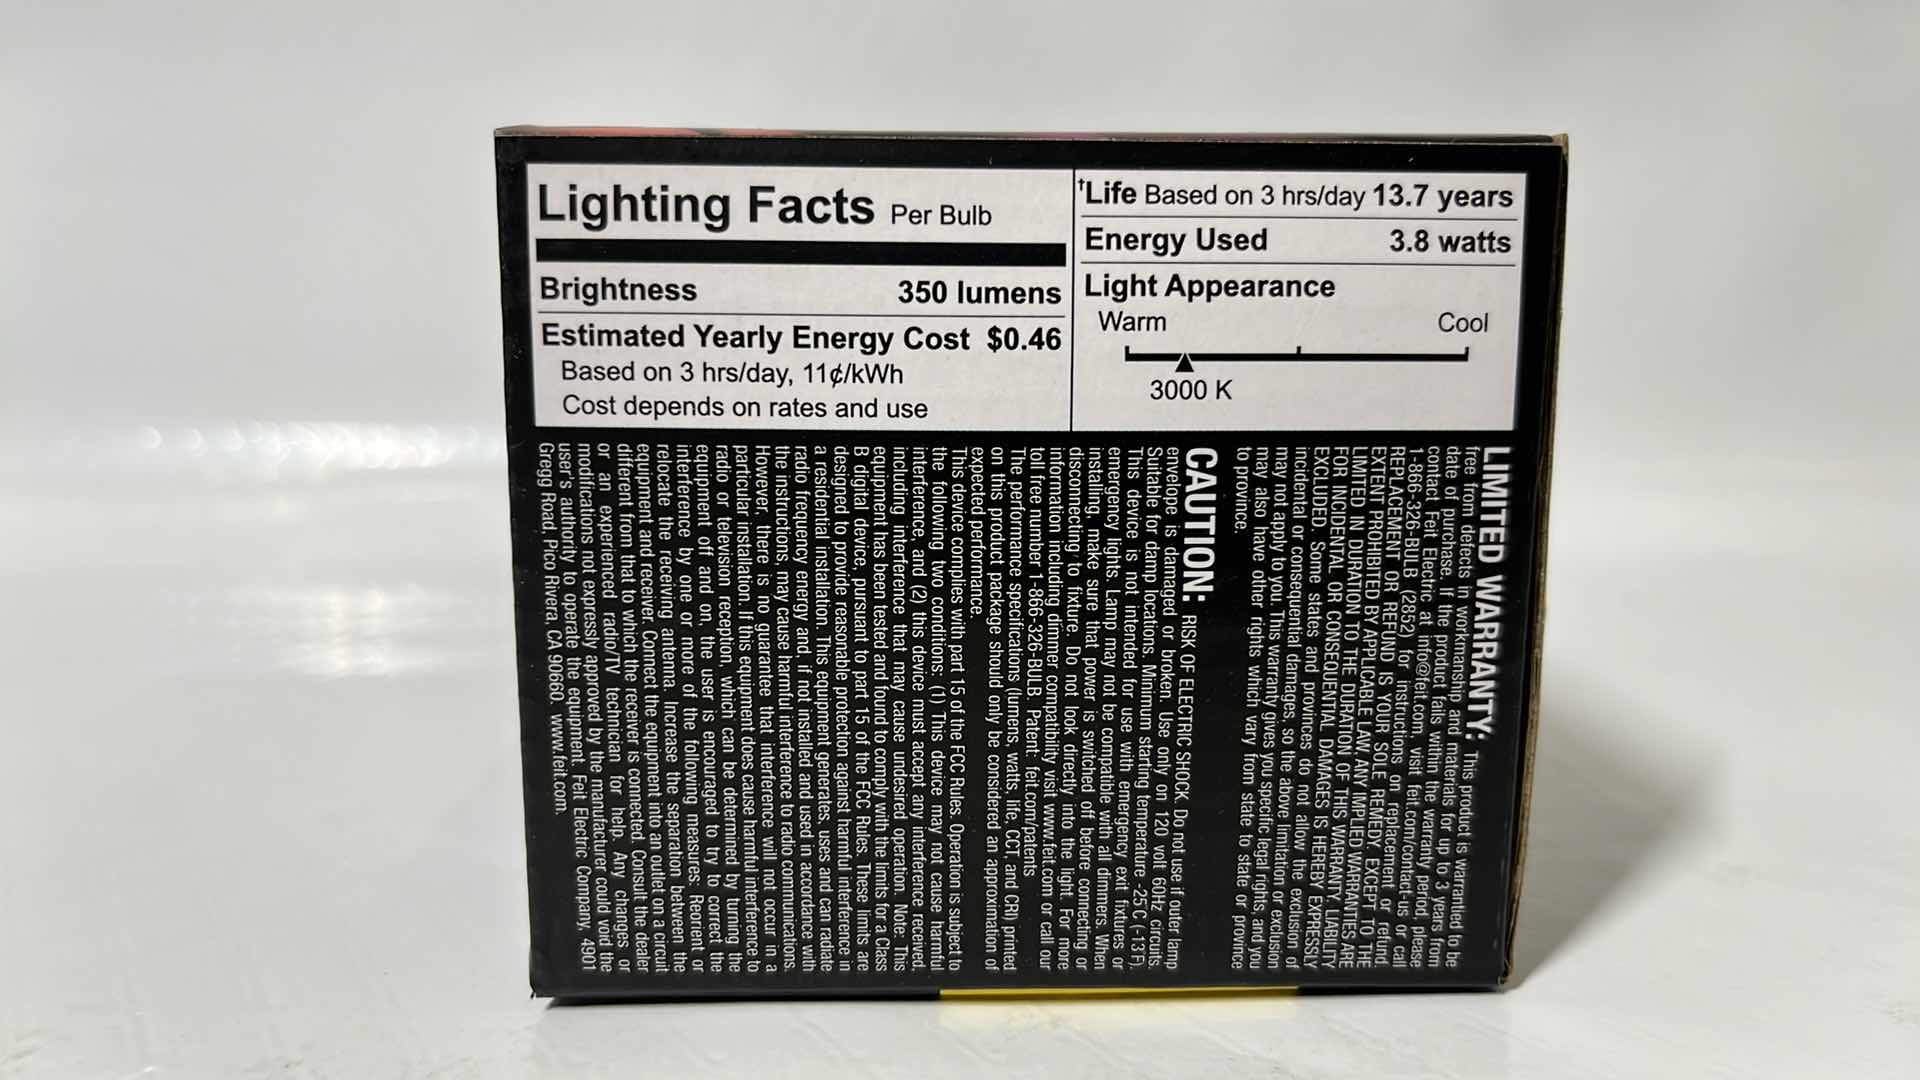 Lighting Facts Per Bulb
Brightness 350 lumens
Estimated Yearly Energy Cost $0.46
Based on 3 hrs/day, 11¢/kWh
Cost depends on rates and use
†Life Based on 3 hrs/day 13.7 years
Energy Used 3.8 watts
Light Appearance
Warm Cool
3000 K
LIMITED WARRANTY: This product is warrantied to be
free from defects in workmanship and materials for up to 3 years from
date of purchase. If the product fails within the warranty period, please
contact Feit Electric at info@feit.com, visit feit.com/contact-us or call
1-866-326-BULB (2852) for instructions on replacement or refund.
REPLACEMENT OR REFUND IS YOUR SOLE REMEDY. EXCEPT TO THE
EXTENT PROHIBITED BY APPLICABLE LAW, ANY IMPLIED WARRANTIES ARE
LIMITED IN DURATION TO THE DURATION OF THIS WARRANTY. LIABILITY
FOR INCIDENTAL OR CONSEQUENTIAL DAMAGES IS HEREBY EXPRESSLY
EXCLUDED. Some states and provinces do not allow the exclusion of
incidental or consequential damages, so the above limitation or exclusion
may not apply to you. This warranty gives you specific legal rights, and you
may also have other rights which vary from state to state or province
to province.
CAUTION: RISK OF ELECTRIC SHOCK. Do not use if outer lamp
envelope is damaged or broken. Use only on 120 volt 60Hz circuits.
Suitable for damp locations. Minimum starting temperature -25°C (-13°F).
This device is not intended for use with emergency exit fixtures or
emergency lights. Lamp may not be compatible with all dimmers. When
installing, make sure that power is switched off before connecting or
disconnecting to fixture. Do not look directly into the light. For more
information including dimmer compatibility visit www.feit.com or call our
toll free number 1-866-326-BULB. Patent: feit.com/patents
The performance specifications (lumens, watts, life, CCT, and CRI) printed
on this product package should only be considered an approximation of
expected performance.
This device complies with part 15 of the FCC Rules. Operation is subject to
the following two conditions: (1) This device may not cause harmful
interference, and (2) this device must accept any interference received,
including interference that may cause undesired operation. Note: This
equipment has been tested and found to comply with the limits for a Class
B digital device, pursuant to part 15 of the FCC Rules. These limits are
designed to provide reasonable protection against harmful interference in
a residential installation. This equipment generates, uses and can radiate
radio frequency energy and, if not installed and used in accordance with
the instructions, may cause harmful interference to radio communications.
However, there is no guarantee that interference will not occur in a
particular installation. If this equipment does cause harmful interference to
radio or television reception, which can be determined by turning the
equipment off and on, the user is encouraged to try to correct the
interference by one or more of the following measures: Reorient or
relocate the receiving antenna. Increase the separation between the
equipment and receiver. Connect the equipment into an outlet on a circuit
different from that to which the receiver is connected. Consult the dealer
or an experienced radio/TV technician for help. Any changes or
modifications not expressly approved by the manufacturer could void the
user's authority to operate the equipment. Feit Electric Company, 4901
Gregg Road, Pico Rivera, CA 90660. www.feit.com.